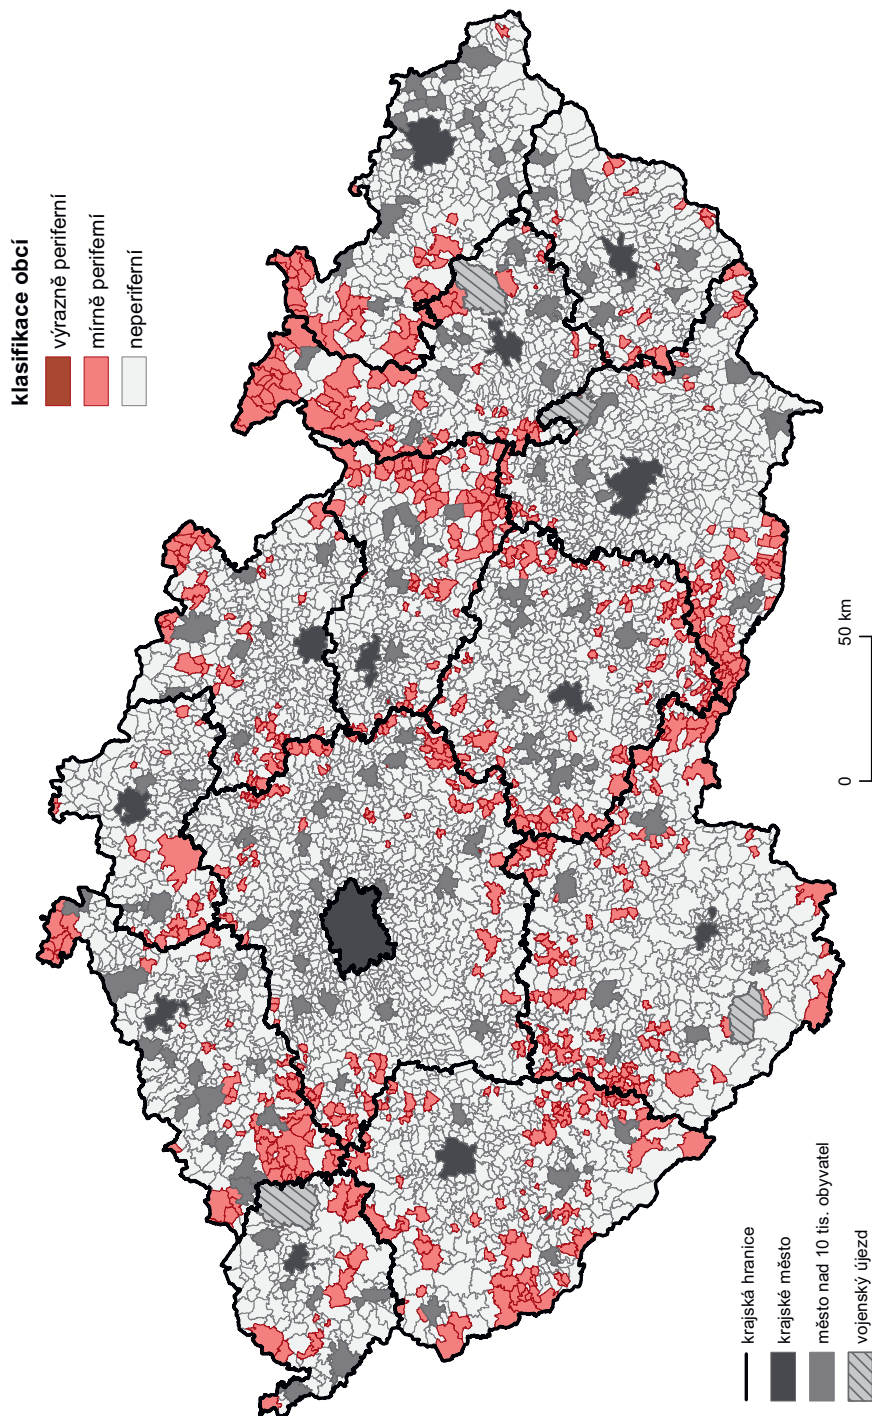 klasifikace obcí
výrazně periferní
mírně periferní
neperiferní
krajská hranice
krajské město
město nad 10 tis. obyvatel
vojenský újezd
0
50 km